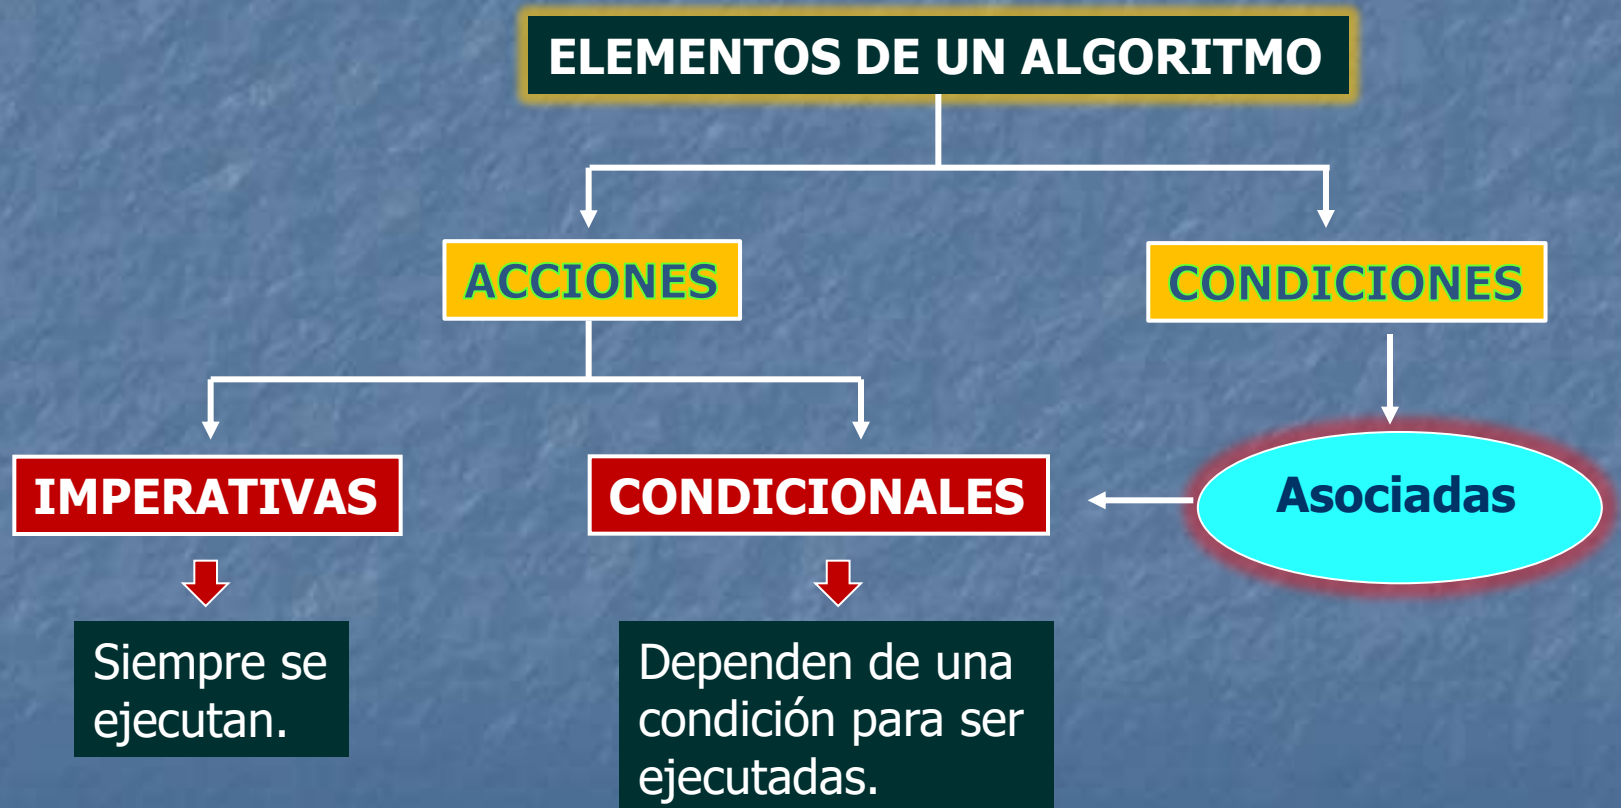 ELEMENTOS DE UN ALGORITMO
ACCIONES
CONDICIONES
IMPERATIVAS
CONDICIONALES
Asociadas
Siempre se
ejecutan.
Dependen de una
condición para ser
ejecutadas.